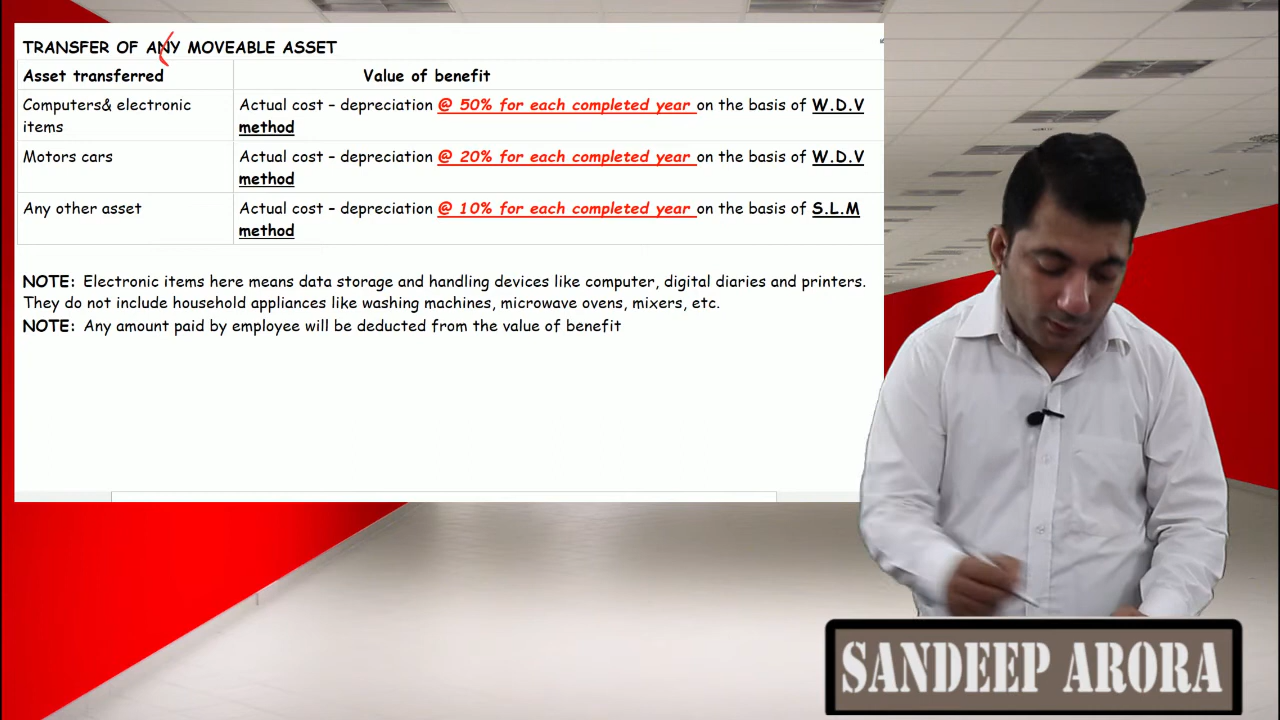 TRANSFER OF ANY MOVEABLE ASSET
Asset transferred Value of benefit
Computers& electronic items Actual cost – depreciation @ 50% for each completed year on the basis of W.D.V method
Motors cars Actual cost – depreciation @ 20% for each completed year on the basis of W.D.V method
Any other asset Actual cost – depreciation @ 10% for each completed year on the basis of S.L.M method
NOTE: Electronic items here means data storage and handling devices like computer, digital diaries and printers.
They do not include household appliances like washing machines, microwave ovens, mixers, etc.
NOTE: Any amount paid by employee will be deducted from the value of benefit
SANDEEP ARORA